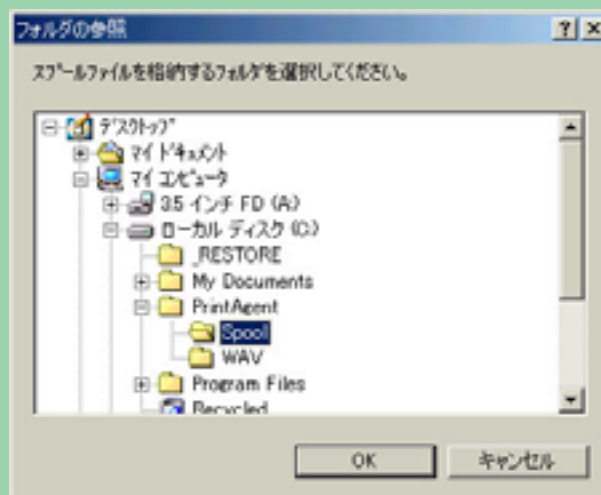 フォルダの参照
スプールファイルを格納するフォルダを選択してください。
デスクトップ
マイ ドキュメント
マイ コンピュータ
3.5 インチ FD (A:)
ローカル ディスク (C:)
_RESTORE
My Documents
PrintAgent
Spool
WAV
Program Files
Recycled
OK
キャンセル